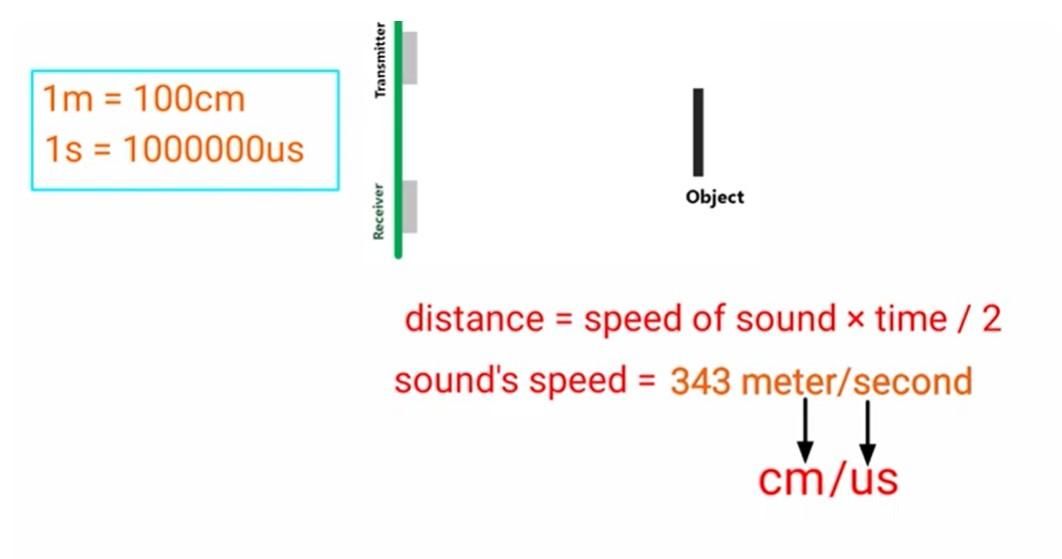 1m = 100cm
1s = 1000000us
Transmitter
Receiver
Object
distance = speed of sound × time / 2
sound's speed = 343 meter/second
cm/us